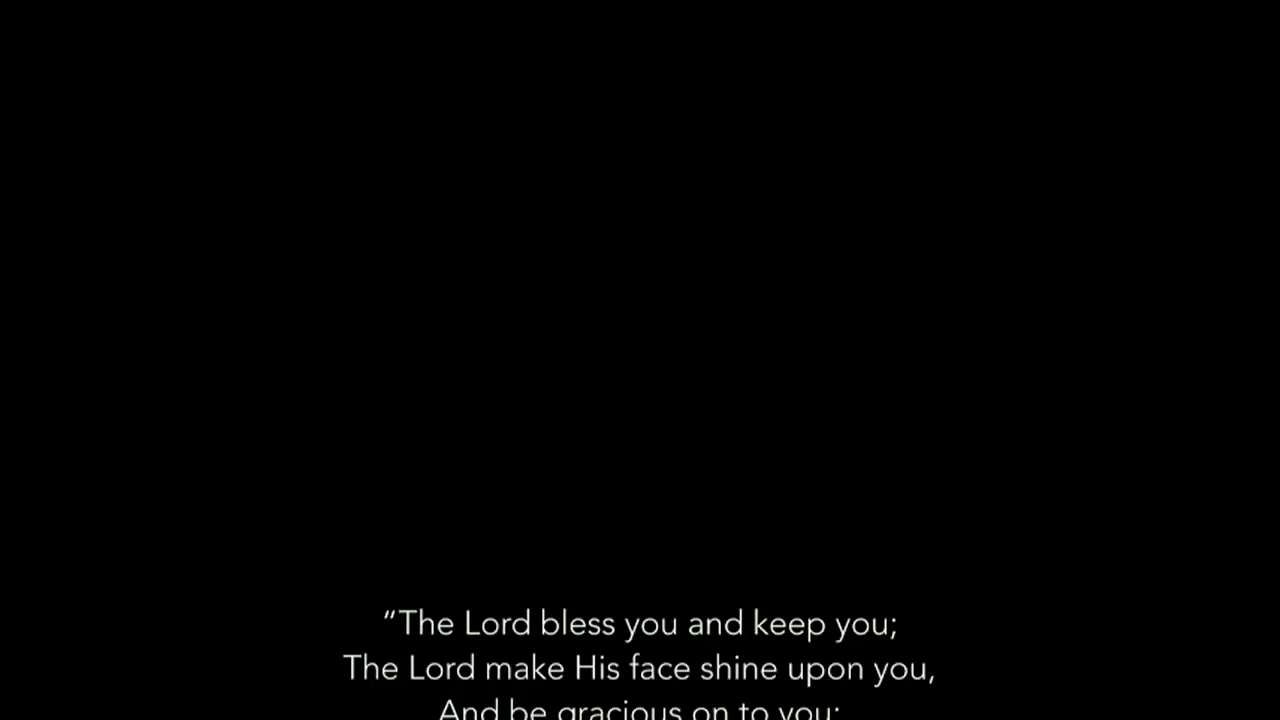 “The Lord bless you and keep you;
The Lord make His face shine upon you,
And be gracious on to you;